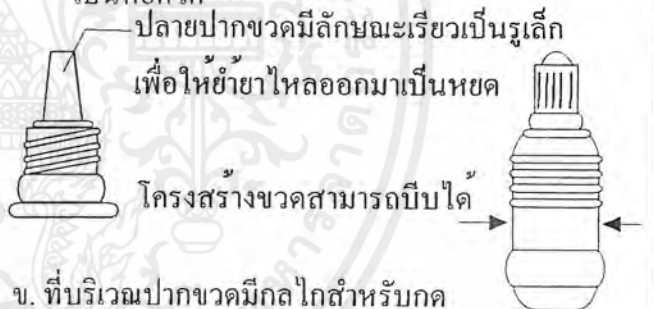 ปลายปากขวดมีลักษณะเรียวเป็นรูเล็ก
เพื่อให้ย้ำยาไหลออกมาเป็นหยด
โครงสร้างขวดสามารถบีบได้
ข. ที่บริเวณปากขวดมีกลไกสำหรับกด